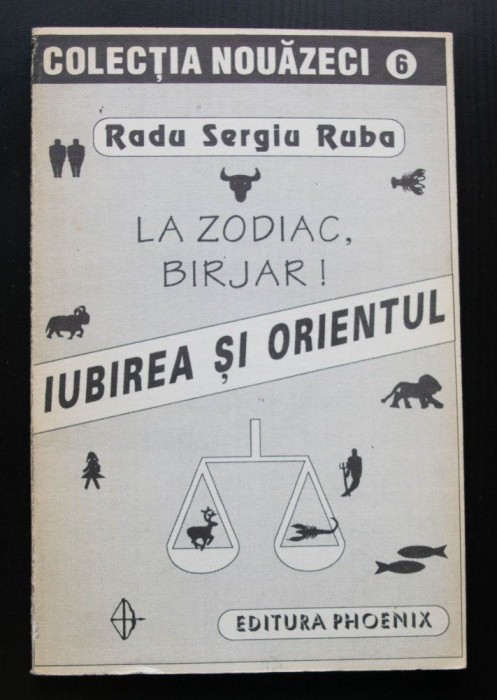 COLECȚIA NOUĂZECI 6
Radu Sergiu Ruba
LA ZODIAC,
BIRJAR!
IUBIREA ȘI ORIENTUL
EDITURA PHOENIX